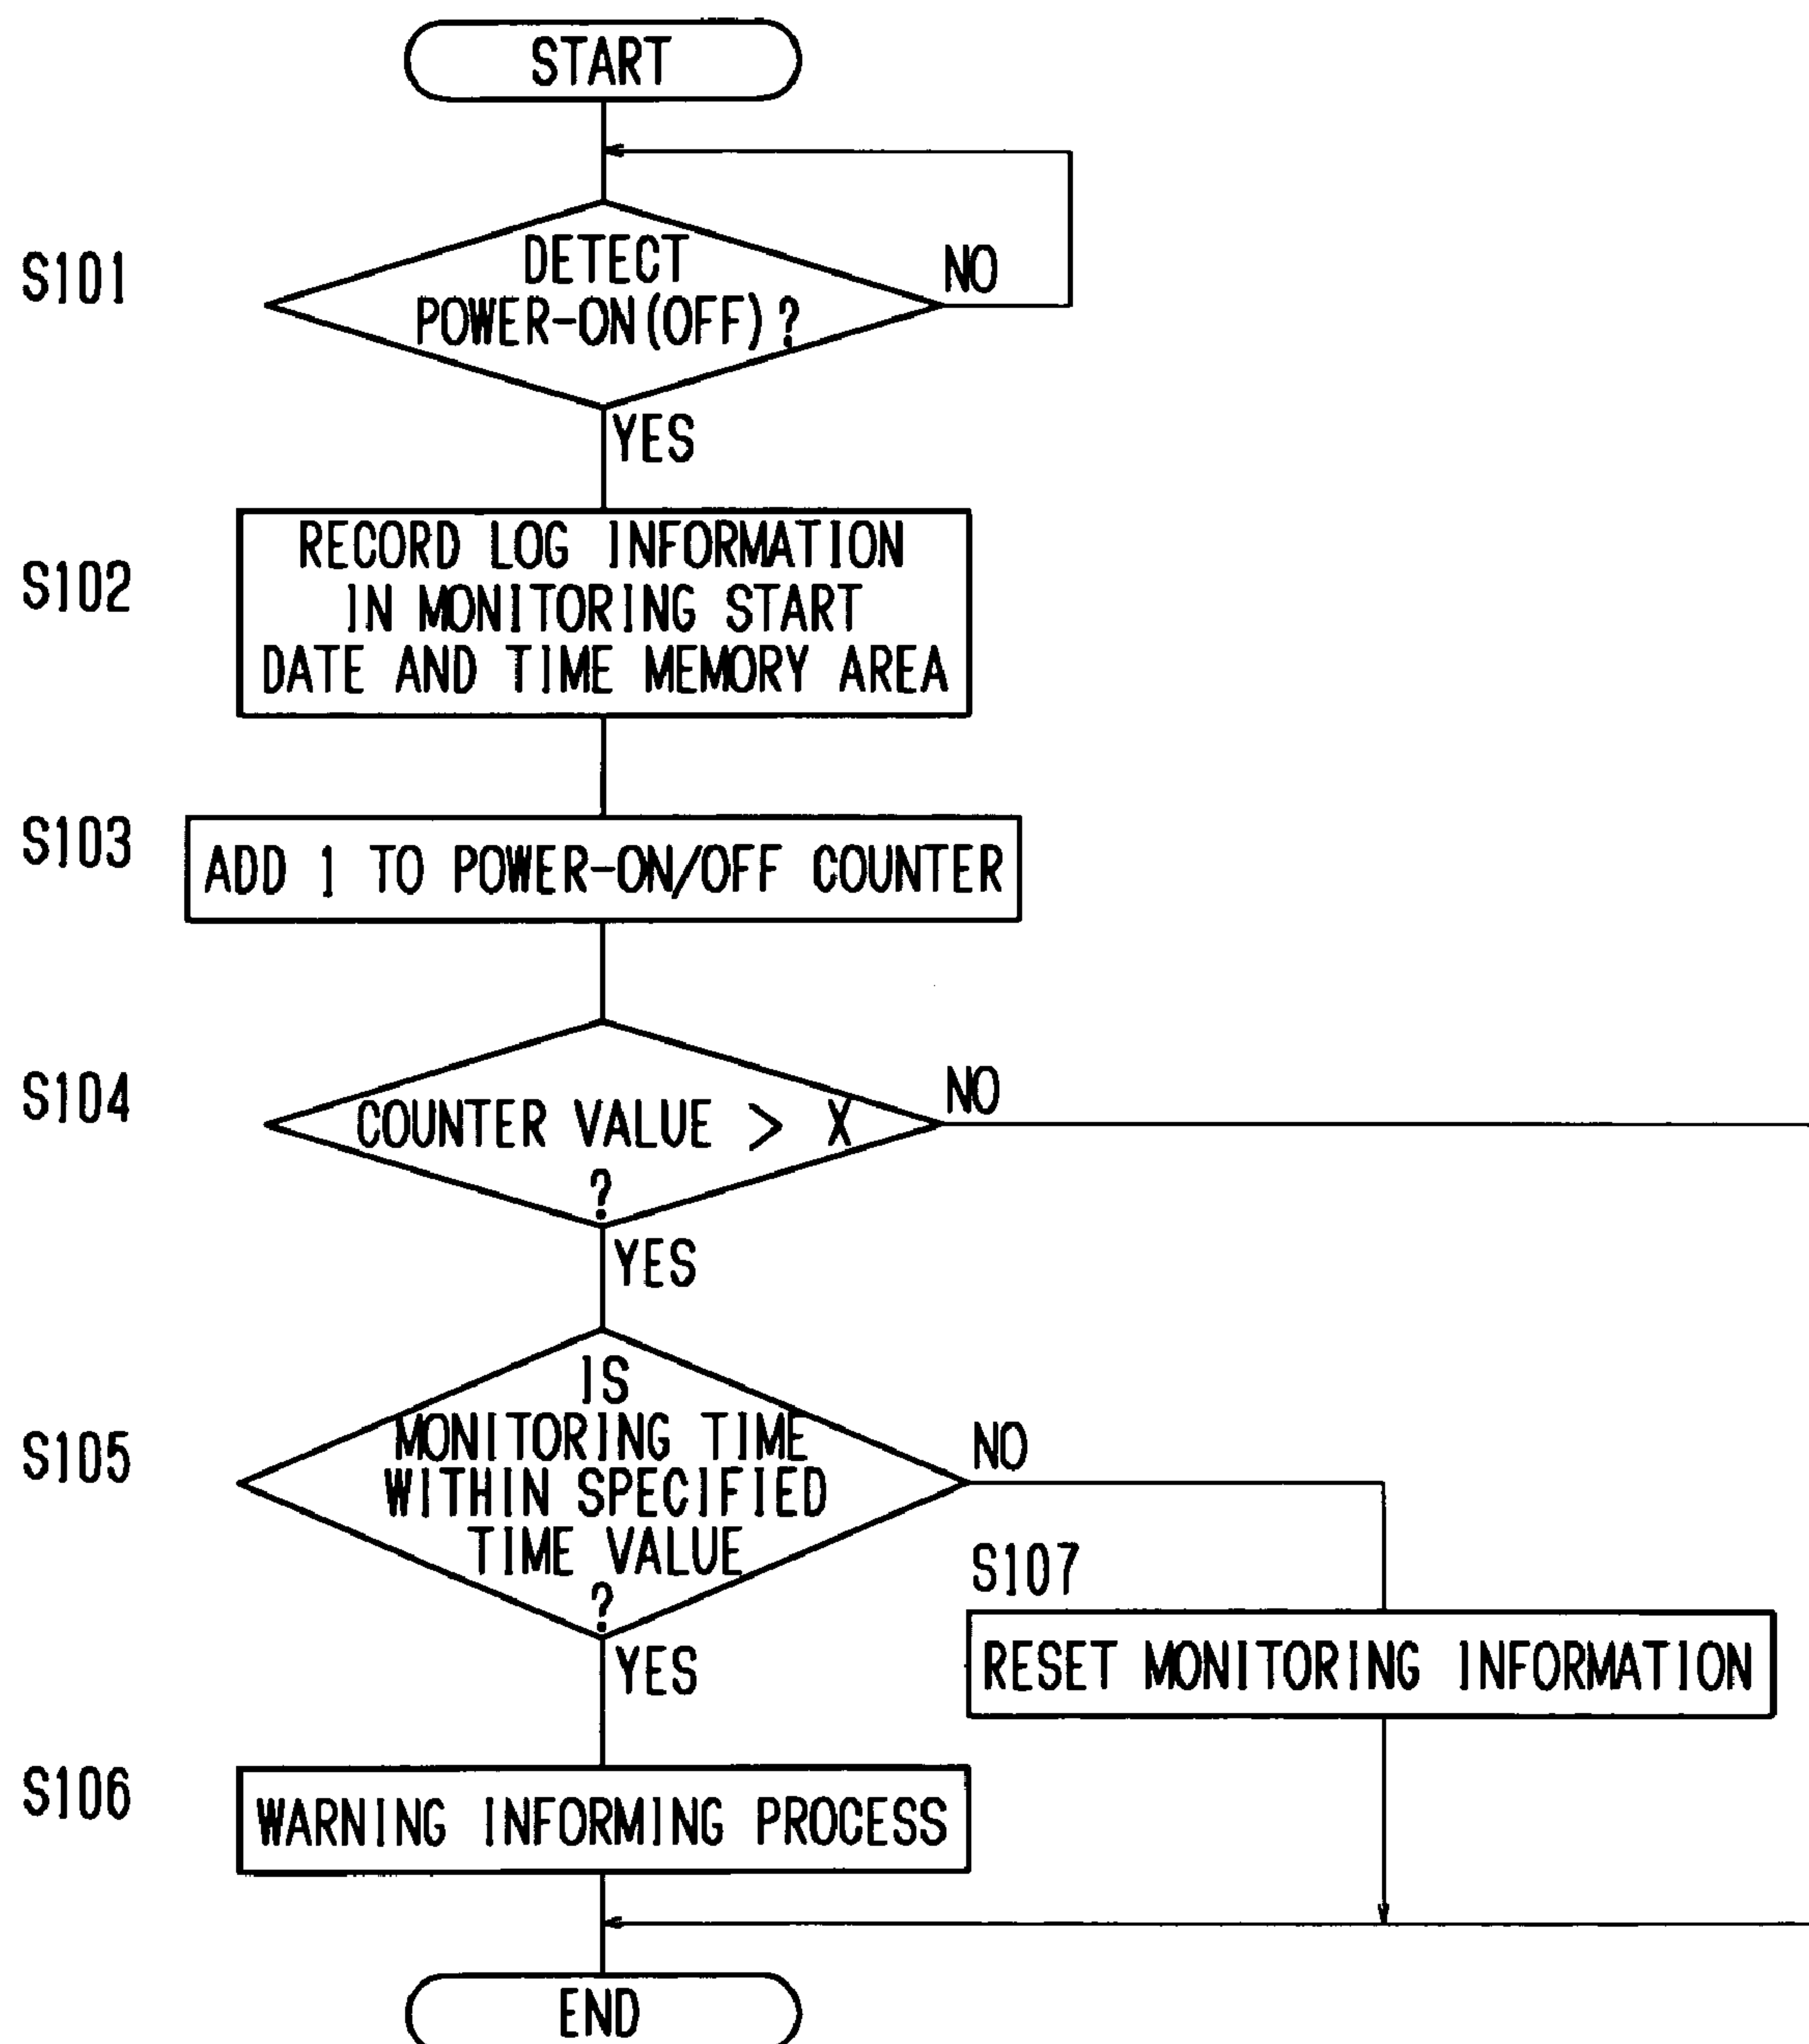 START
S101
DETECT
POWER-ON(OFF)?
NO
YES
S102
RECORD LOG INFORMATION
IN MONITORING START
DATE AND TIME MEMORY AREA
S103
ADD 1 TO POWER-ON/OFF COUNTER
S104
COUNTER VALUE > X
?
NO
YES
S105
IS
MONITORING TIME
WITHIN SPECIFIED
TIME VALUE
?
NO
YES
S107
RESET MONITORING INFORMATION
S106
WARNING INFORMING PROCESS
END